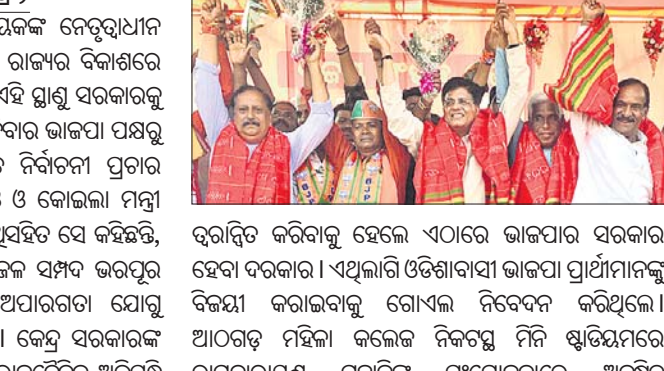 ୟକଙ୍କ ନେତୃତ୍ୱାଧୀନ
ରାଜ୍ୟର ବିକାଶରେ
ଏହି ସ୍ଥାଣୁ ସରକାରକୁ
ଭାଜପା ପକ୍ଷରୁ
ନିର୍ବାଚନୀ ପ୍ରଚାର
ଓ କୋଇଲା ମନ୍ତ୍ରୀ
ସେ କହିଛନ୍ତି,
ସମ୍ପଦ ଭରପୂର
ଅପାରଗତା ଯୋଗୁ
। କେନ୍ଦ୍ର ସରକାରଙ୍କ
BJP
BJP
ତ୍ୱରାନ୍ୱିତ କରିବାକୁ ହେଲେ ଏଠାରେ ଭାଜପାର ସରକାର
ହେବା ଦରକାର । ଏଥିଲାଗି ଓଡିଶାବାସୀ ଭାଜପା ପ୍ରାର୍ଥୀମାନଙ୍କୁ
ବିଜୟୀ କରାଇବାକୁ ଗୋଏଲ ନିବେଦନ କରିଥିଲେ।
ଆଠଗଡ଼ ମହିଳା କଲେଜ ନିକଟସ୍ଥ ମିନି ଷ୍ଟାଡିୟମରେ